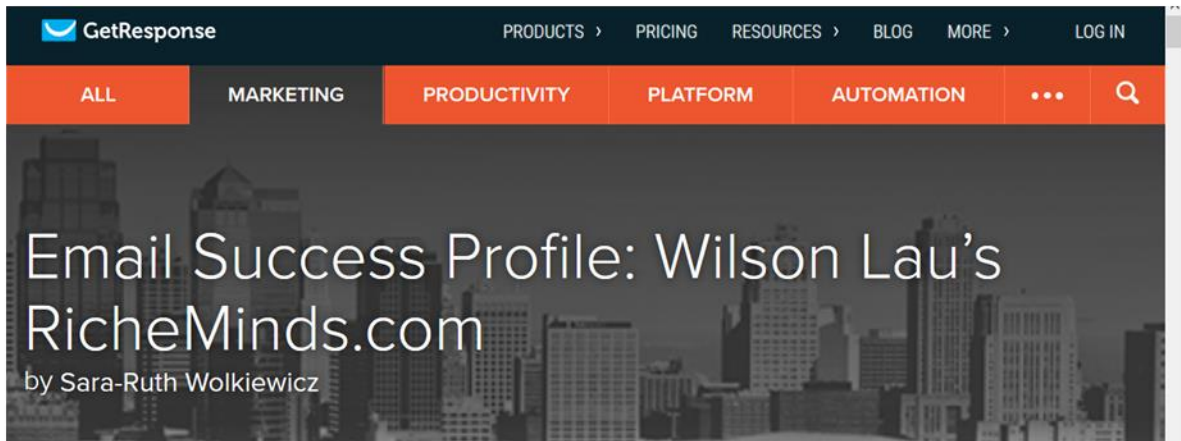 GetResponse PRODUCTS › PRICING RESOURCES › BLOG MORE › LOG IN
ALL MARKETING PRODUCTIVITY PLATFORM AUTOMATION •••
Email Success Profile: Wilson Lau’s
RicheMinds.com
by Sara-Ruth Wolkiewicz